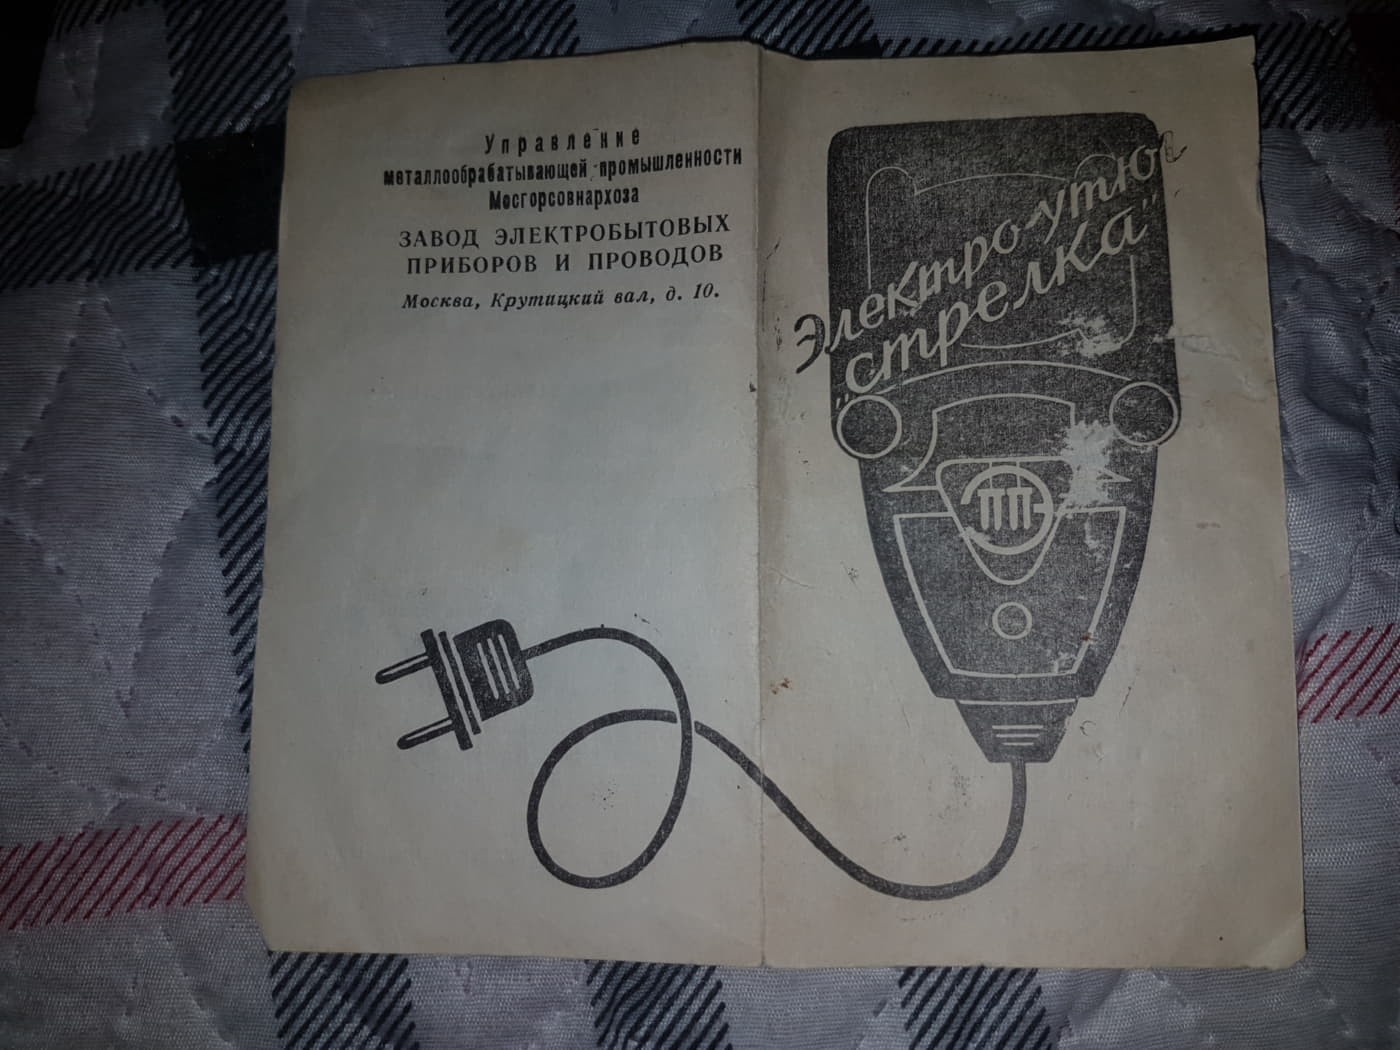 Управление
металлообрабатывающей промышленности
Мосгорсовнархоза
ЗАВОД ЭЛЕКТРОБЫТОВЫХ
ПРИБОРОВ И ПРОВОДОВ
Москва, Крутицкий вал, д. 10.
Электро-утюг
„стрелка”